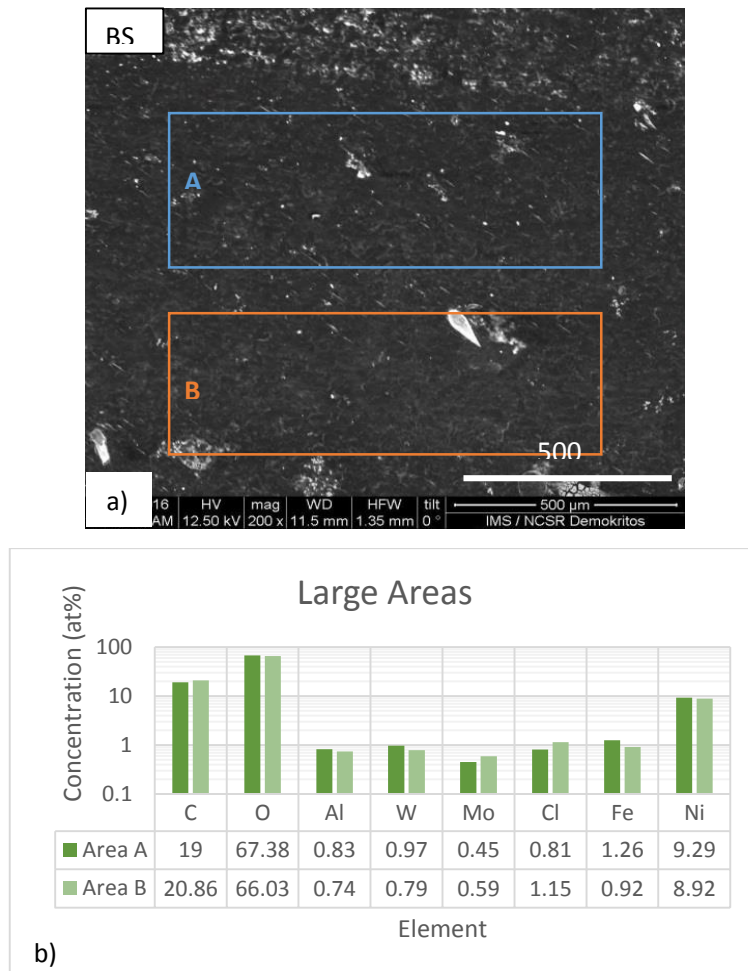 BS
A
B
500
a)
16 HV mag WD HFW tilt 500 µm
AM 12.50 kV 200 x 11.5 mm 1.35 mm 0° IMS / NCSR Demokritos
Large Areas
Concentration (at%)
100
10
1
0.1
C O Al W Mo Cl Fe Ni
Area A 19 67.38 0.83 0.97 0.45 0.81 1.26 9.29
Area B 20.86 66.03 0.74 0.79 0.59 1.15 0.92 8.92
Element
b)